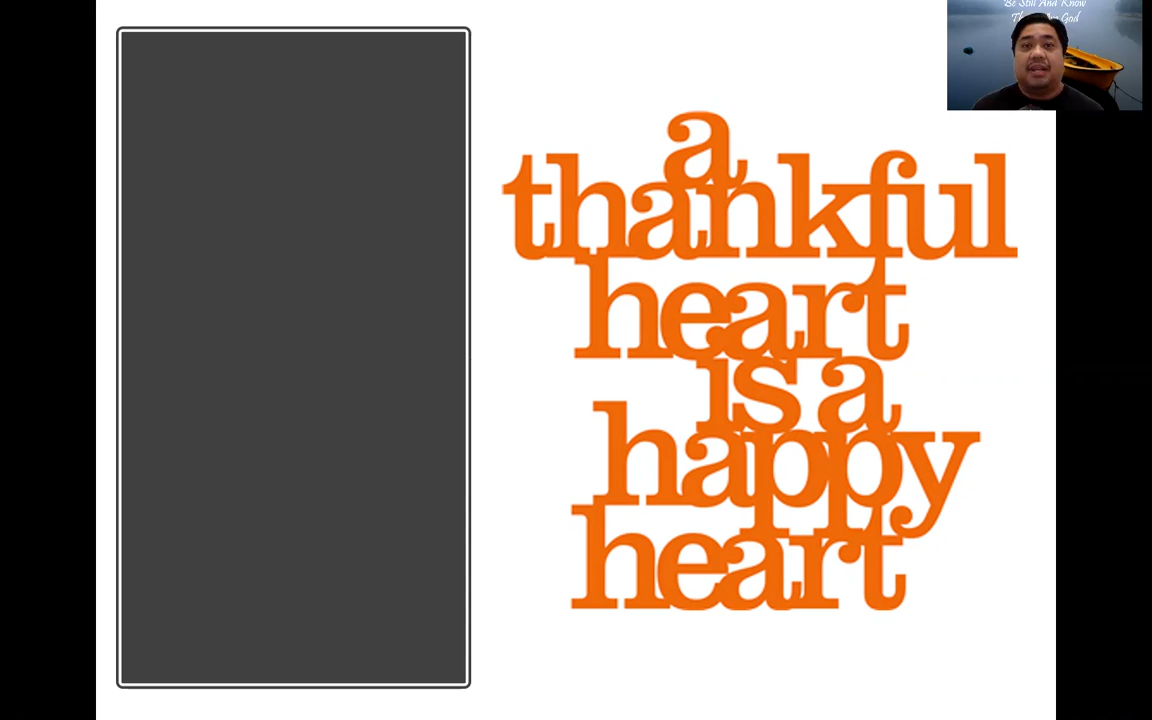 Be Still And Know
a
thankful
heart
is a
happy
heart